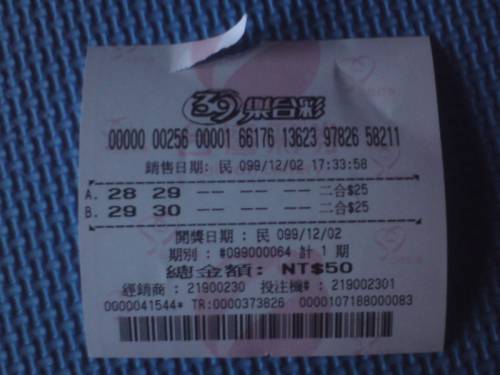 39 樂合彩
00000 00256 00001 66176 13623 97826 58211
銷售日期: 民 099/12/02 17:33:58
A. 28 29 -- -- -- 二合$25
B. 29 30 -- -- -- 二合$25
開獎日期 : 民 099/12/02
期別 : #099000064 計 1 期
總金額: NT$50
經銷商 : 21900230 投注機# : 219002301
0000041544* TR:0000373826 0000107188000083